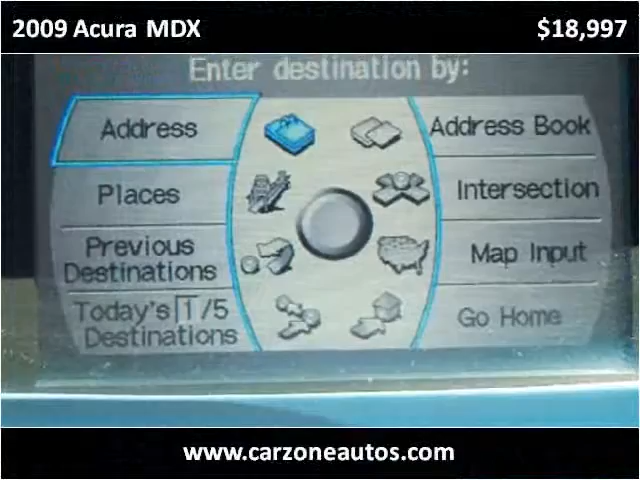 2009 Acura MDX $18,997
Enter destination by:
Address
Address Book
Places
Intersection
Previous
Destinations
Map Input
Today's 1/5
Destinations
Go Home
www.carzoneautos.com